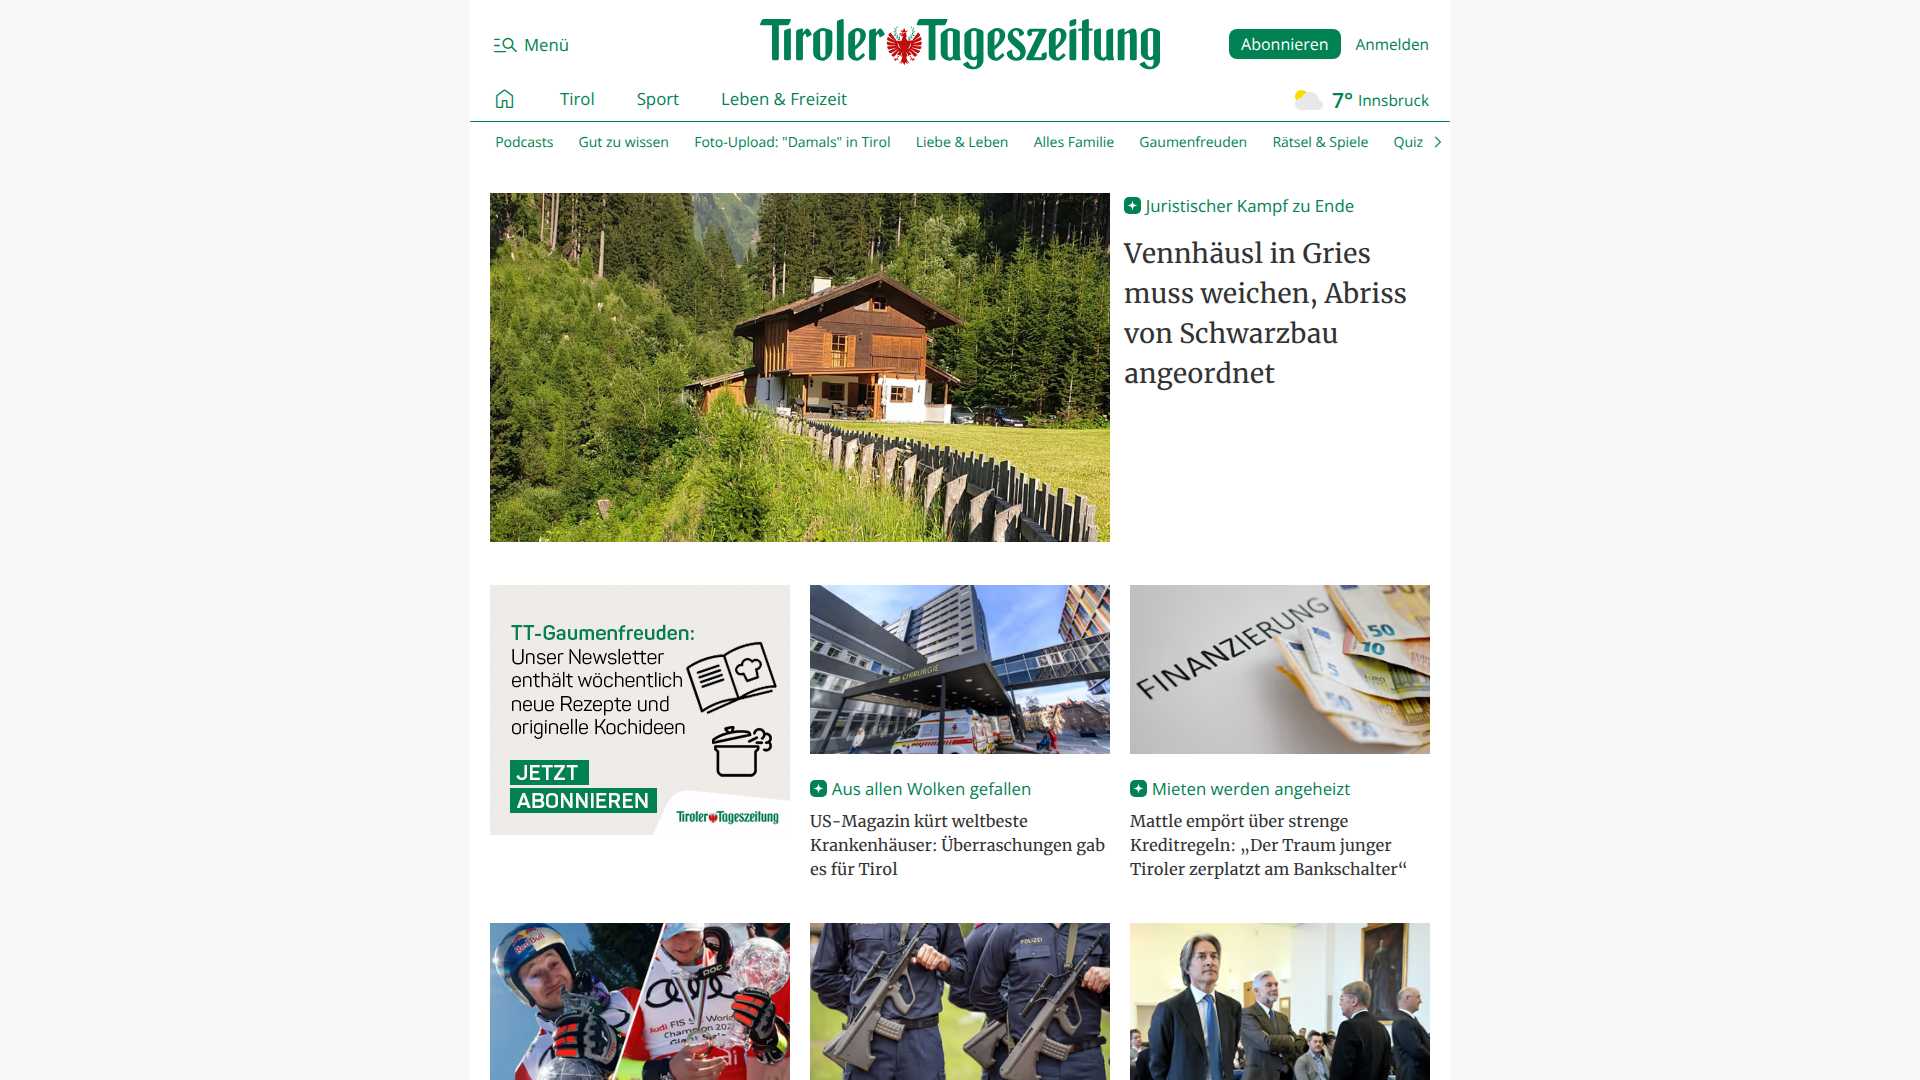 Menü
Tiroler Tageszeitung
Abonnieren
Anmelden
Tirol
Sport
Leben & Freizeit
7° Innsbruck
Podcasts
Gut zu wissen
Foto-Upload: "Damals" in Tirol
Liebe & Leben
Alles Familie
Gaumenfreuden
Rätsel & Spiele
Quiz
Juristischer Kampf zu Ende
Vennhäusl in Gries
muss weichen, Abriss
von Schwarzbau
angeordnet
TT-Gaumenfreuden:
Unser Newsletter
enthält wöchentlich
neue Rezepte und
originelle Kochideen
JETZT
ABONNIEREN
Tiroler Tageszeitung
CHIRURGIE
Aus allen Wolken gefallen
US-Magazin kürt weltbeste
Krankenhäuser: Überraschungen gab
es für Tirol
FINANZIERUNG
50
10
5
Mieten werden angeheizt
Mattle empört über strenge
Kreditregeln: „Der Traum junger
Tiroler zerplatzt am Bankschalter“
Red Bull
POC
Audi FIS
World
Champion
POLIZEI